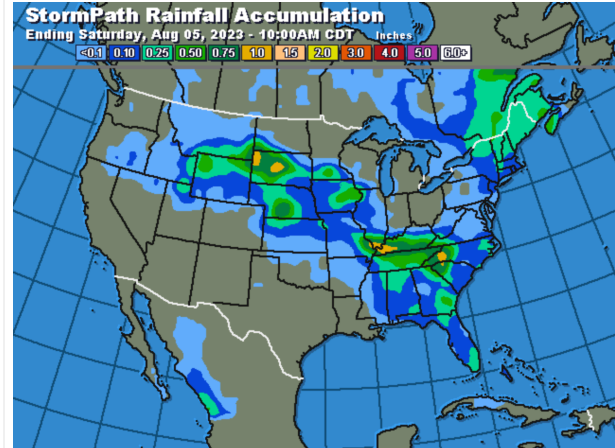 StormPath Rainfall Accumulation
Ending Saturday, Aug 05, 2023 - 10:00AM CDT Inches
<0.1 0.10 0.25 0.50 0.75 1.0 1.5 2.0 3.0 4.0 5.0 6.0+